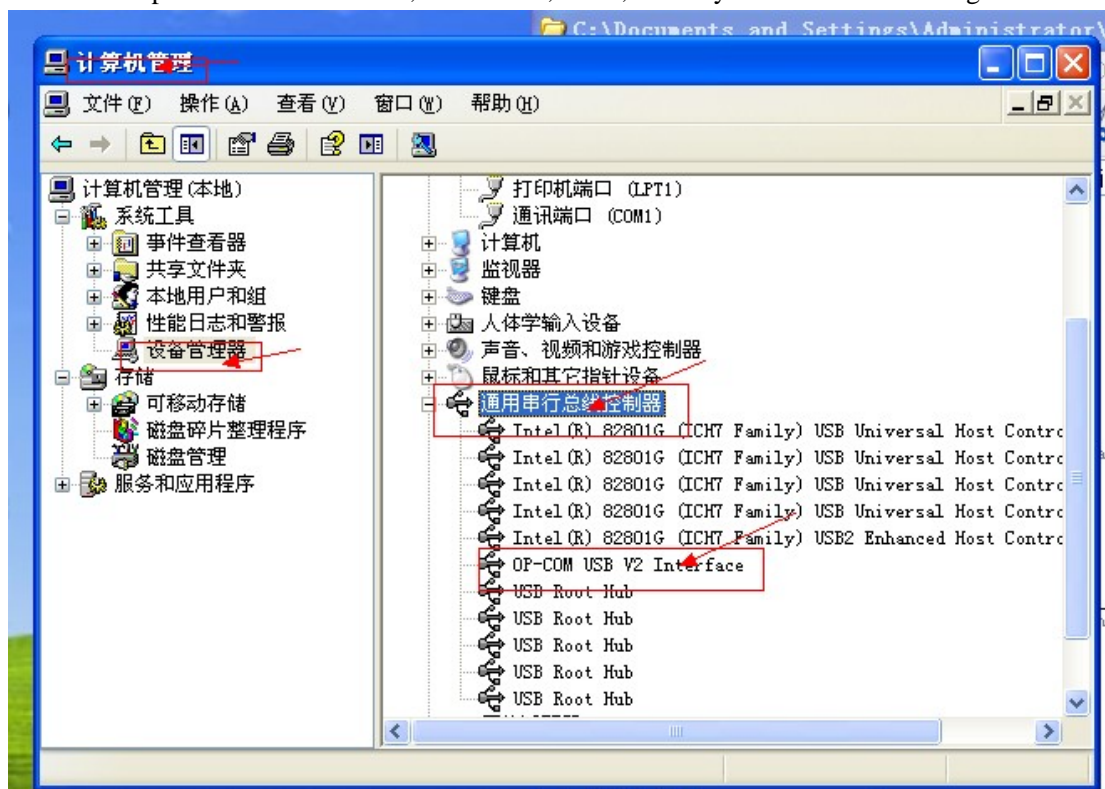 C:\Documents and Settings\Administrator\
计算机管理
文件(F) 操作(A) 查看(V) 窗口(W) 帮助(H)
计算机管理(本地)
系统工具
事件查看器
共享文件夹
本地用户和组
性能日志和警报
设备管理器
存储
可移动存储
磁盘碎片整理程序
磁盘管理
服务和应用程序
打印机端口 (LPT1)
通讯端口 (COM1)
计算机
监视器
键盘
人体学输入设备
声音、视频和游戏控制器
鼠标和其它指针设备
通用串行总线控制器
Intel(R) 82801G (ICH7 Family) USB Universal Host Contro
Intel(R) 82801G (ICH7 Family) USB Universal Host Contro
Intel(R) 82801G (ICH7 Family) USB Universal Host Contro
Intel(R) 82801G (ICH7 Family) USB Universal Host Contro
Intel(R) 82801G (ICH7 Family) USB2 Enhanced Host Contro
OP-COM USB V2 Interface
USB Root Hub
USB Root Hub
USB Root Hub
USB Root Hub
USB Root Hub